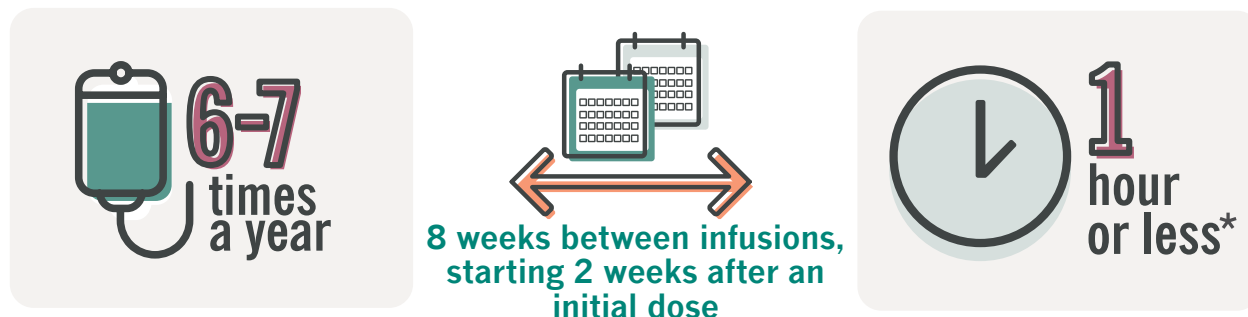 6-7
times
a year
8 weeks between infusions,
starting 2 weeks after an
initial dose
1
hour
or less*